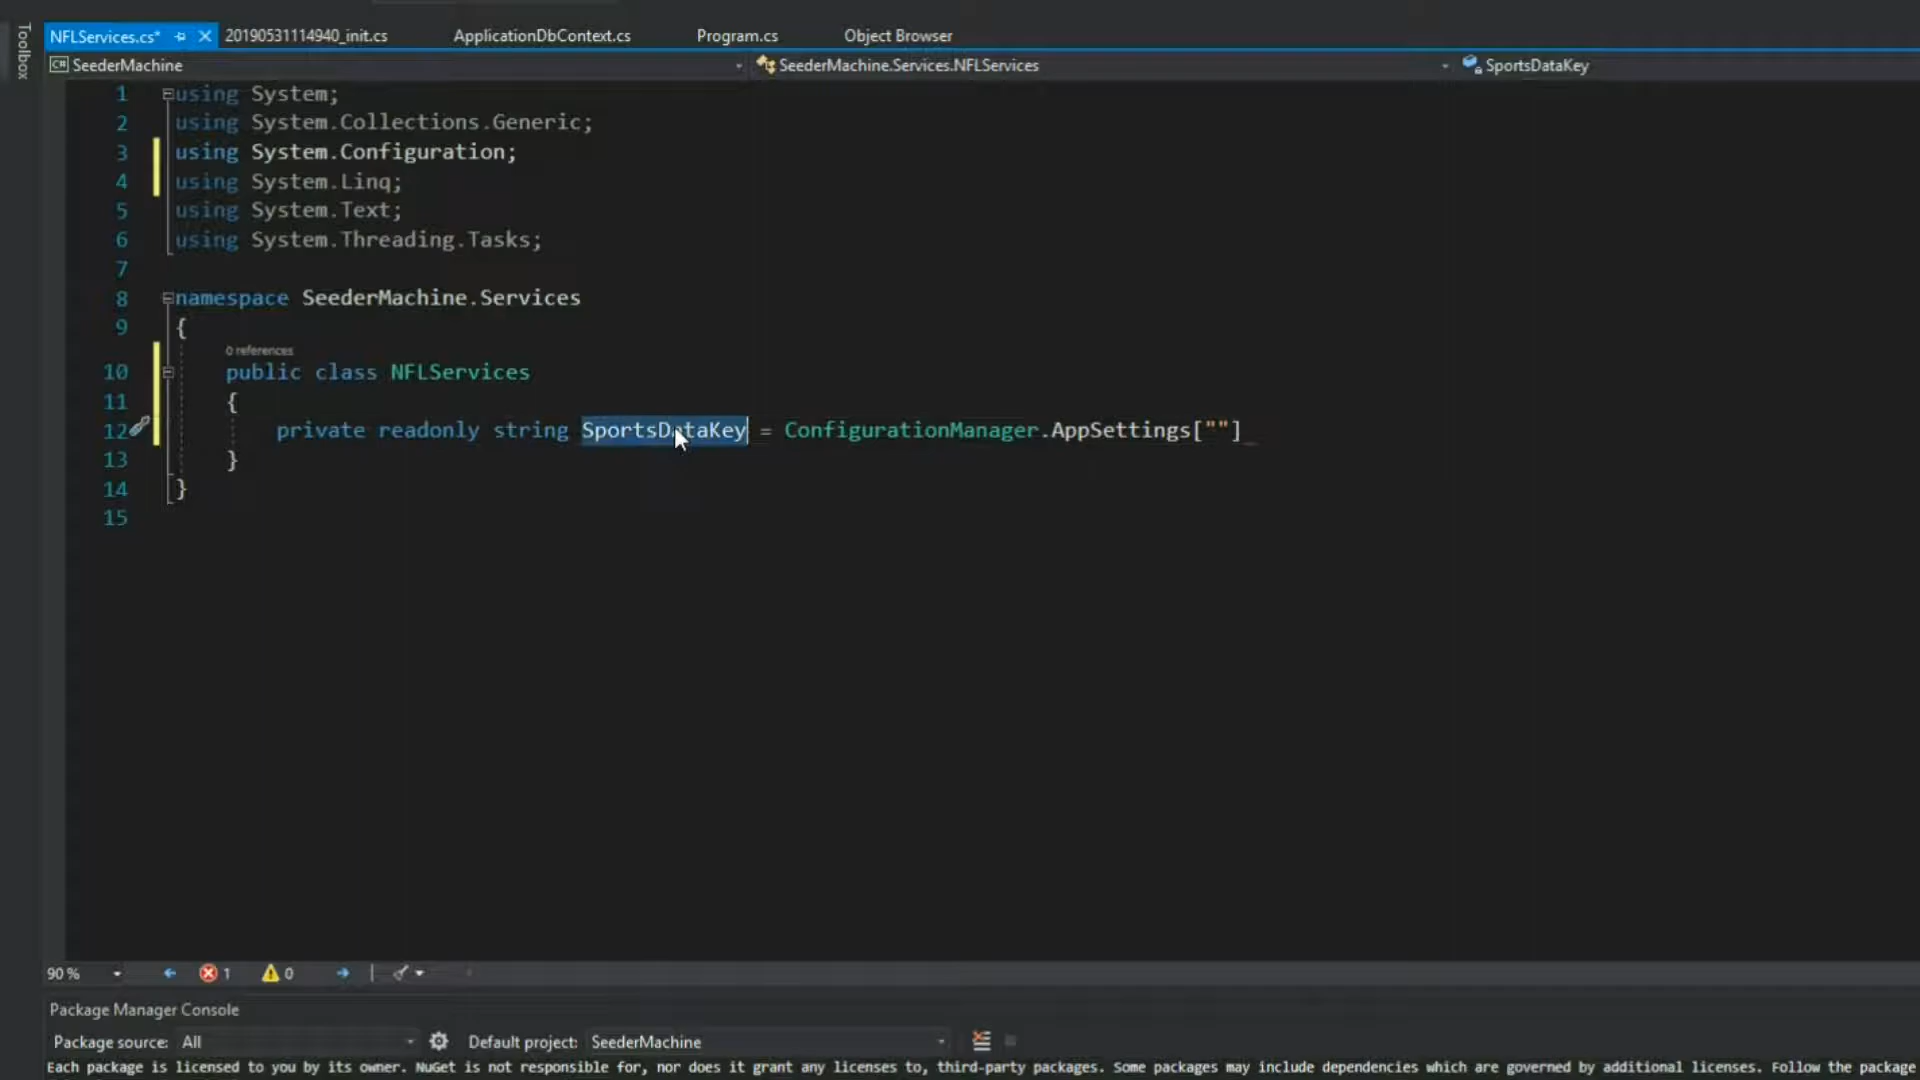 Toolbox
NFLServices.cs* 20190531114940_init.cs ApplicationDbContext.cs Program.cs Object Browser
C# SeederMachine SeederMachine.Services.NFLServices SportsDataKey
1 using System;
2 using System.Collections.Generic;
3 using System.Configuration;
4 using System.Linq;
5 using System.Text;
6 using System.Threading.Tasks;
7
8 namespace SeederMachine.Services
9 {
0 references
10 public class NFLServices
11 {
12 private readonly string SportsDataKey = ConfigurationManager.AppSettings[""]
13 }
14 }
15
90 % 1 0
Package Manager Console
Package source: All Default project: SeederMachine
Each package is licensed to you by its owner. NuGet is not responsible for, nor does it grant any licenses to, third-party packages. Some packages may include dependencies which are governed by additional licenses. Follow the package